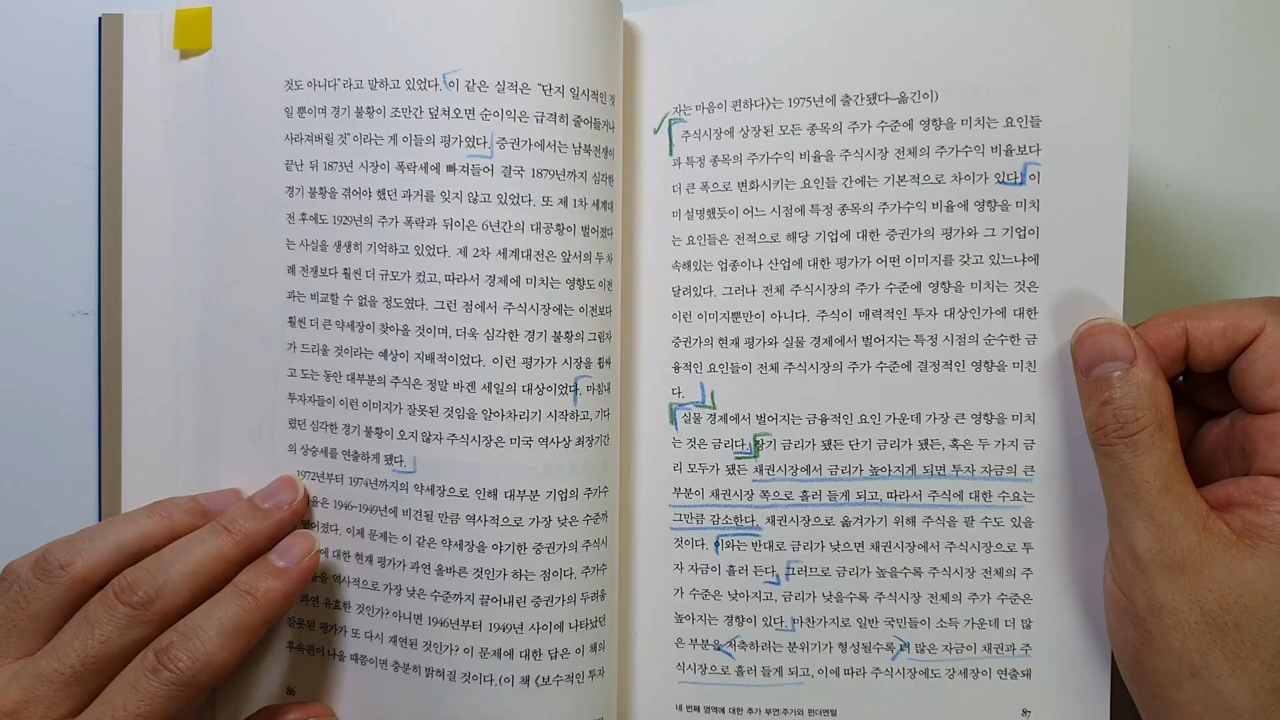 것도 아니다"라고 말하고 있었다. 이 같은 실적은 "단지 일시적인 것
일 뿐이며 경기 불황이 조만간 덮쳐오면 순이익은 급격히 줄어들거나
사라져버릴 것"이라는 게 이들의 평가였다. 증권가에서는 남북전쟁이
끝난 뒤 1873년 시장이 폭락세에 빠져들어 결국 1879년까지 심각한
경기 불황을 겪어야 했던 과거를 잊지 않고 있었다. 또 제 1차 세계대
전 후에도 1929년의 주가 폭락과 뒤이은 6년간의 대공황이 벌어졌다
는 사실을 생생히 기억하고 있었다. 제 2차 세계대전은 앞서의 두 차
례 전쟁보다 훨씬 더 규모가 컸고, 따라서 경제에 미치는 영향도 이전
과는 비교할 수 없을 정도였다. 그런 점에서 주식시장에는 이전보다
훨씬 더 큰 약세장이 찾아올 것이며, 더욱 심각한 경기 불황의 그림자
가 드리울 것이라는 예상이 지배적이었다. 이런 평가가 시장을 휩싸
고 도는 동안 대부분의 주식은 정말 바겐 세일의 대상이었다. 마침내
투자자들이 이런 이미지가 잘못된 것임을 알아차리기 시작하고, 기다
렸던 심각한 경기 불황이 오지 않자 주식시장은 미국 역사상 최장기간
의 상승세를 연출하게 됐다.
1972년부터 1974년까지의 약세장으로 인해 대부분 기업의 주가수
율은 1946~1949년에 비견될 만큼 역사적으로 가장 낮은 수준까
떨어졌다. 이제 문제는 이 같은 약세장을 야기한 증권가의 주식시
에 대한 현재 평가가 과연 올바른 것인가 하는 점이다. 주가수
을 역사적으로 가장 낮은 수준까지 끌어내린 증권가의 두려움
과연 유효한 것인가? 아니면 1946년부터 1949년 사이에 나타났던
잘못된 평가가 또 다시 재연된 것인가? 이 문제에 대한 답은 이 책의
후속편이 나올 때쯤이면 충분히 밝혀질 것이다.(이 책 《보수적인 투자
86
자는 마음이 편하다》는 1975년에 출간됐다–옮긴이)
주식시장에 상장된 모든 종목의 주가 수준에 영향을 미치는 요인들
과 특정 종목의 주가수익 비율을 주식시장 전체의 주가수익 비율보다
더 큰 폭으로 변화시키는 요인들 간에는 기본적으로 차이가 있다. 이
미 설명했듯이 어느 시점에 특정 종목의 주가수익 비율에 영향을 미치
는 요인들은 전적으로 해당 기업에 대한 증권가의 평가와 그 기업이
속해있는 업종이나 산업에 대한 평가가 어떤 이미지를 갖고 있느냐에
달려있다. 그러나 전체 주식시장의 주가 수준에 영향을 미치는 것은
이런 이미지뿐만이 아니다. 주식이 매력적인 투자 대상인가에 대한
증권가의 현재 평가와 실물 경제에서 벌어지는 특정 시점의 순수한 금
융적인 요인들이 전체 주식시장의 주가 수준에 결정적인 영향을 미친
다.
실물 경제에서 벌어지는 금융적인 요인 가운데 가장 큰 영향을 미치
는 것은 금리다. 장기 금리가 됐든 단기 금리가 됐든, 혹은 두 가지 금
리 모두가 됐든 채권시장에서 금리가 높아지게 되면 투자 자금의 큰
부분이 채권시장 쪽으로 흘러 들게 되고, 따라서 주식에 대한 수요는
그만큼 감소한다. 채권시장으로 옮겨가기 위해 주식을 팔 수도 있을
것이다. 이와는 반대로 금리가 낮으면 채권시장에서 주식시장으로 투
자 자금이 흘러 든다. 그러므로 금리가 높을수록 주식시장 전체의 주
가 수준은 낮아지고, 금리가 낮을수록 주식시장 전체의 주가 수준은
높아지는 경향이 있다. 마찬가지로 일반 국민들이 소득 가운데 더 많
은 부분을 저축하려는 분위기가 형성될수록 더 많은 자금이 채권과 주
식시장으로 흘러 들게 되고, 이에 따라 주식시장에도 강세장이 연출돼
네 번째 영역에 대한 추가 부언:주가와 펀더멘털
87